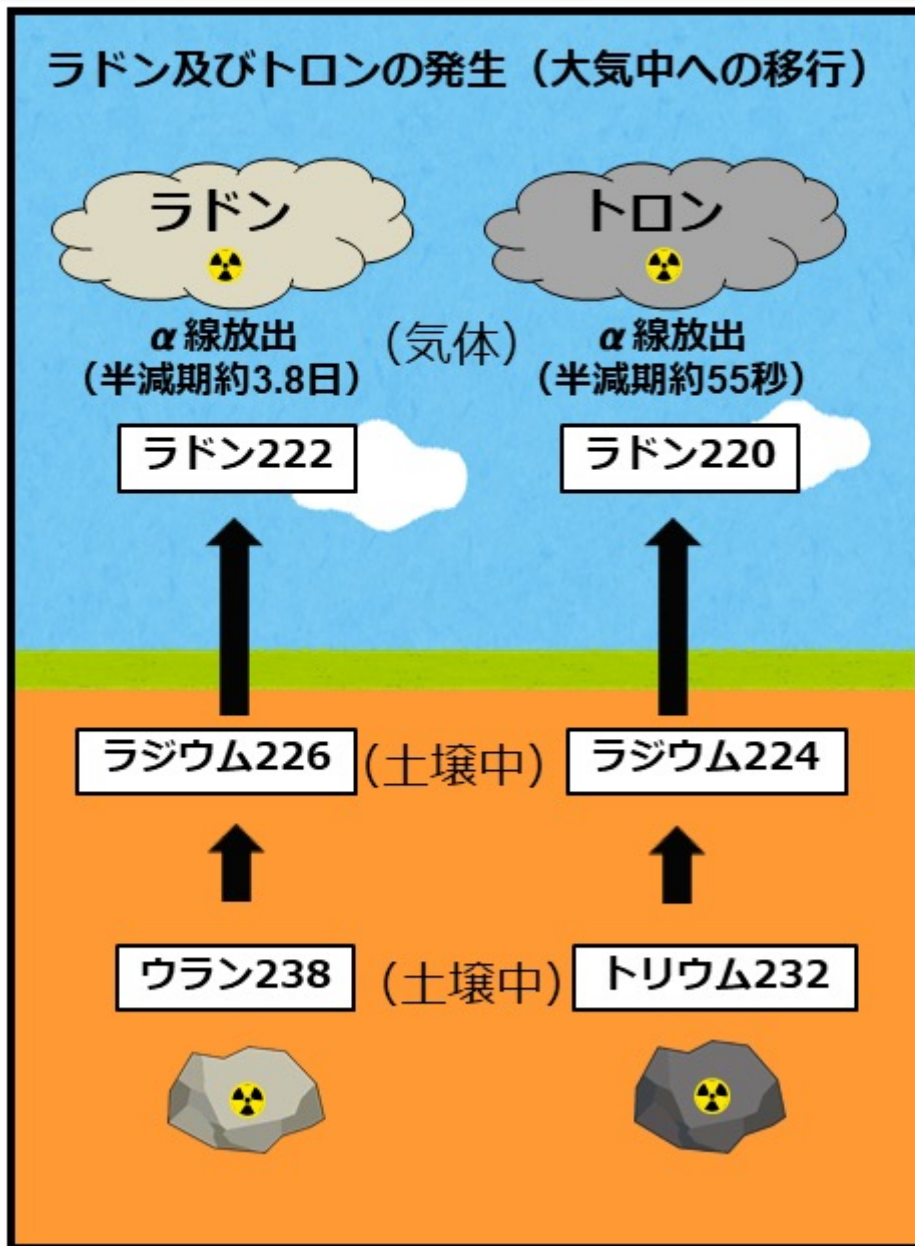 ラドン及びトロンの発生（大気中への移行）
ラドン
トロン
α線放出
（半減期約3.8日）
（気体）
α線放出
（半減期約55秒）
ラドン222
ラドン220
ラジウム226
（土壌中）
ラジウム224
ウラン238
（土壌中）
トリウム232